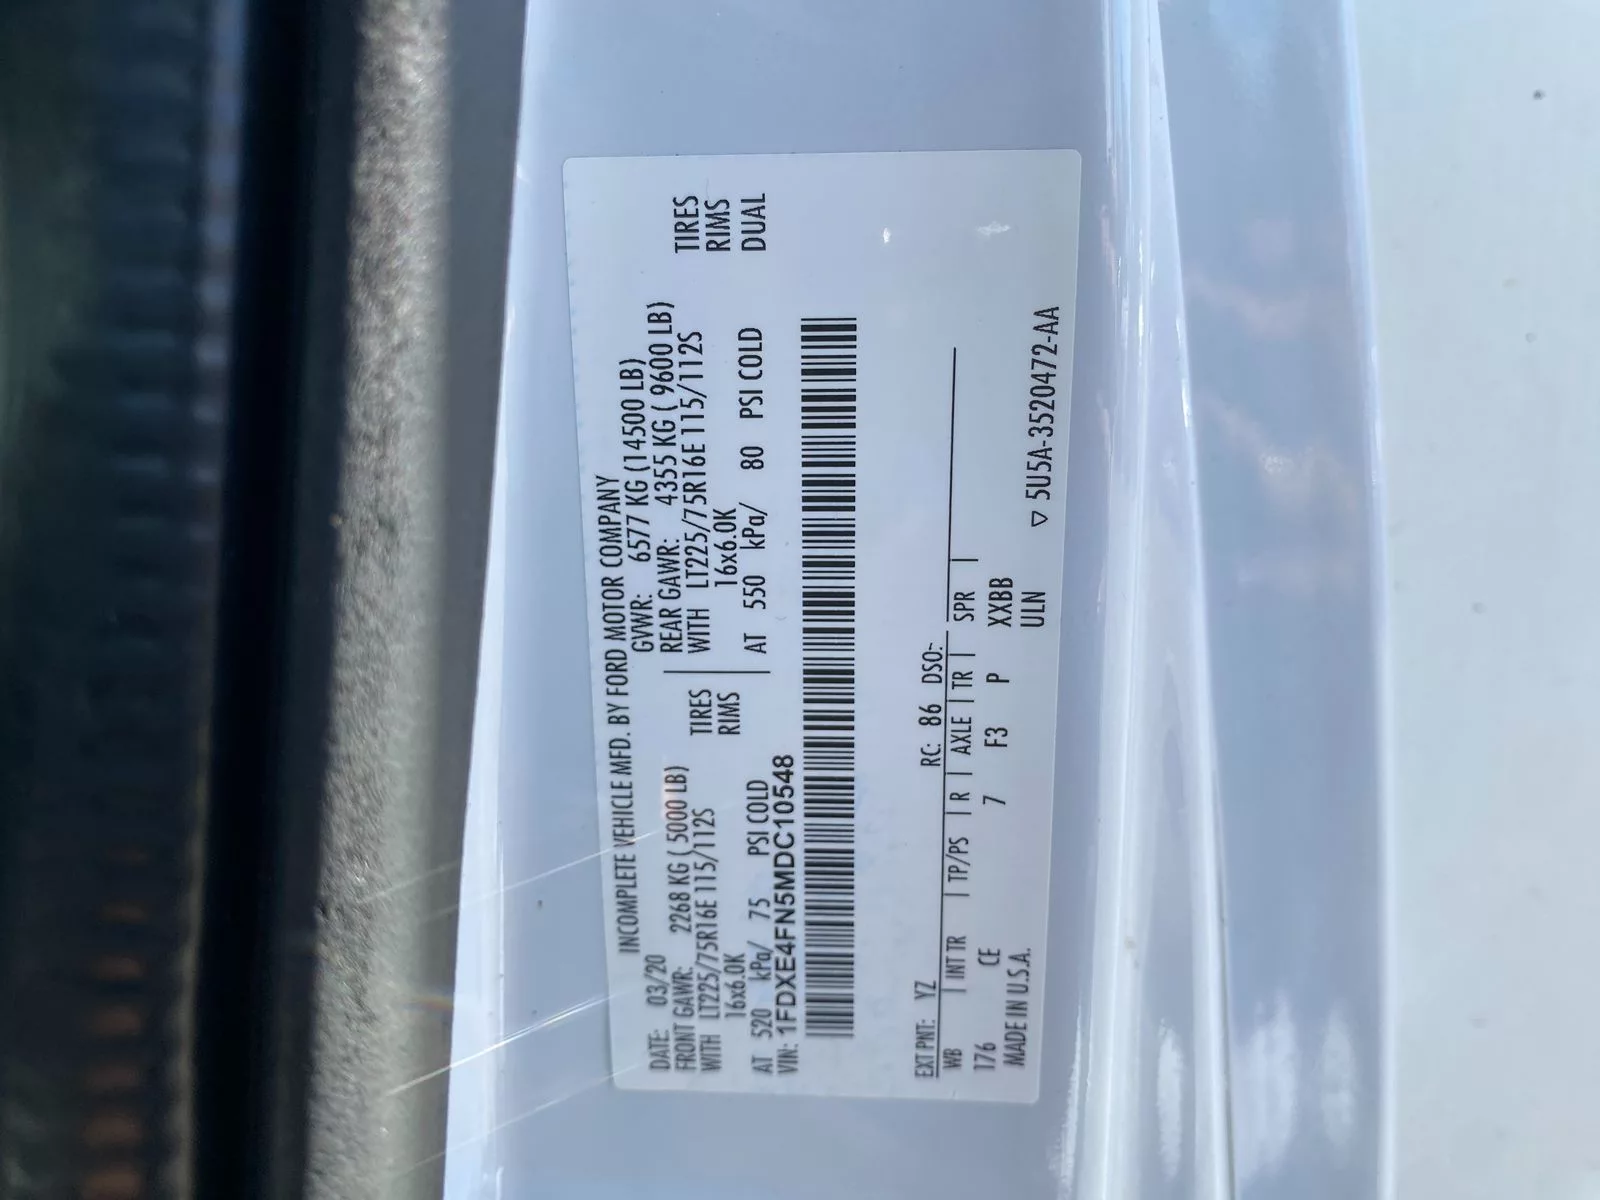 INCOMPLETE VEHICLE MFD. BY FORD MOTOR COMPANY
DATE: 03/20 GVWR: 6577 KG (14500 LB)
FRONT GAWR: 2268 KG ( 5000 LB) REAR GAWR: 4355 KG ( 9600 LB)
WITH LT225/75R16E 115/112S TIRES WITH LT225/75R16E 115/112S TIRES
16x6.0K RIMS 16x6.0K RIMS
AT 520 kPa/ 75 PSI COLD AT 550 kPa/ 80 PSI COLD DUAL
VIN: 1FDXE4FN5MDC10548
EXT PNT: YZ RC: 86 DSO:
WB | INT TR | TP/PS | R | AXLE | TR | SPR |
176 CE 7 F3 P XXBB
MADE IN U.S.A. ULN
▽ 5U5A-3520472-AA